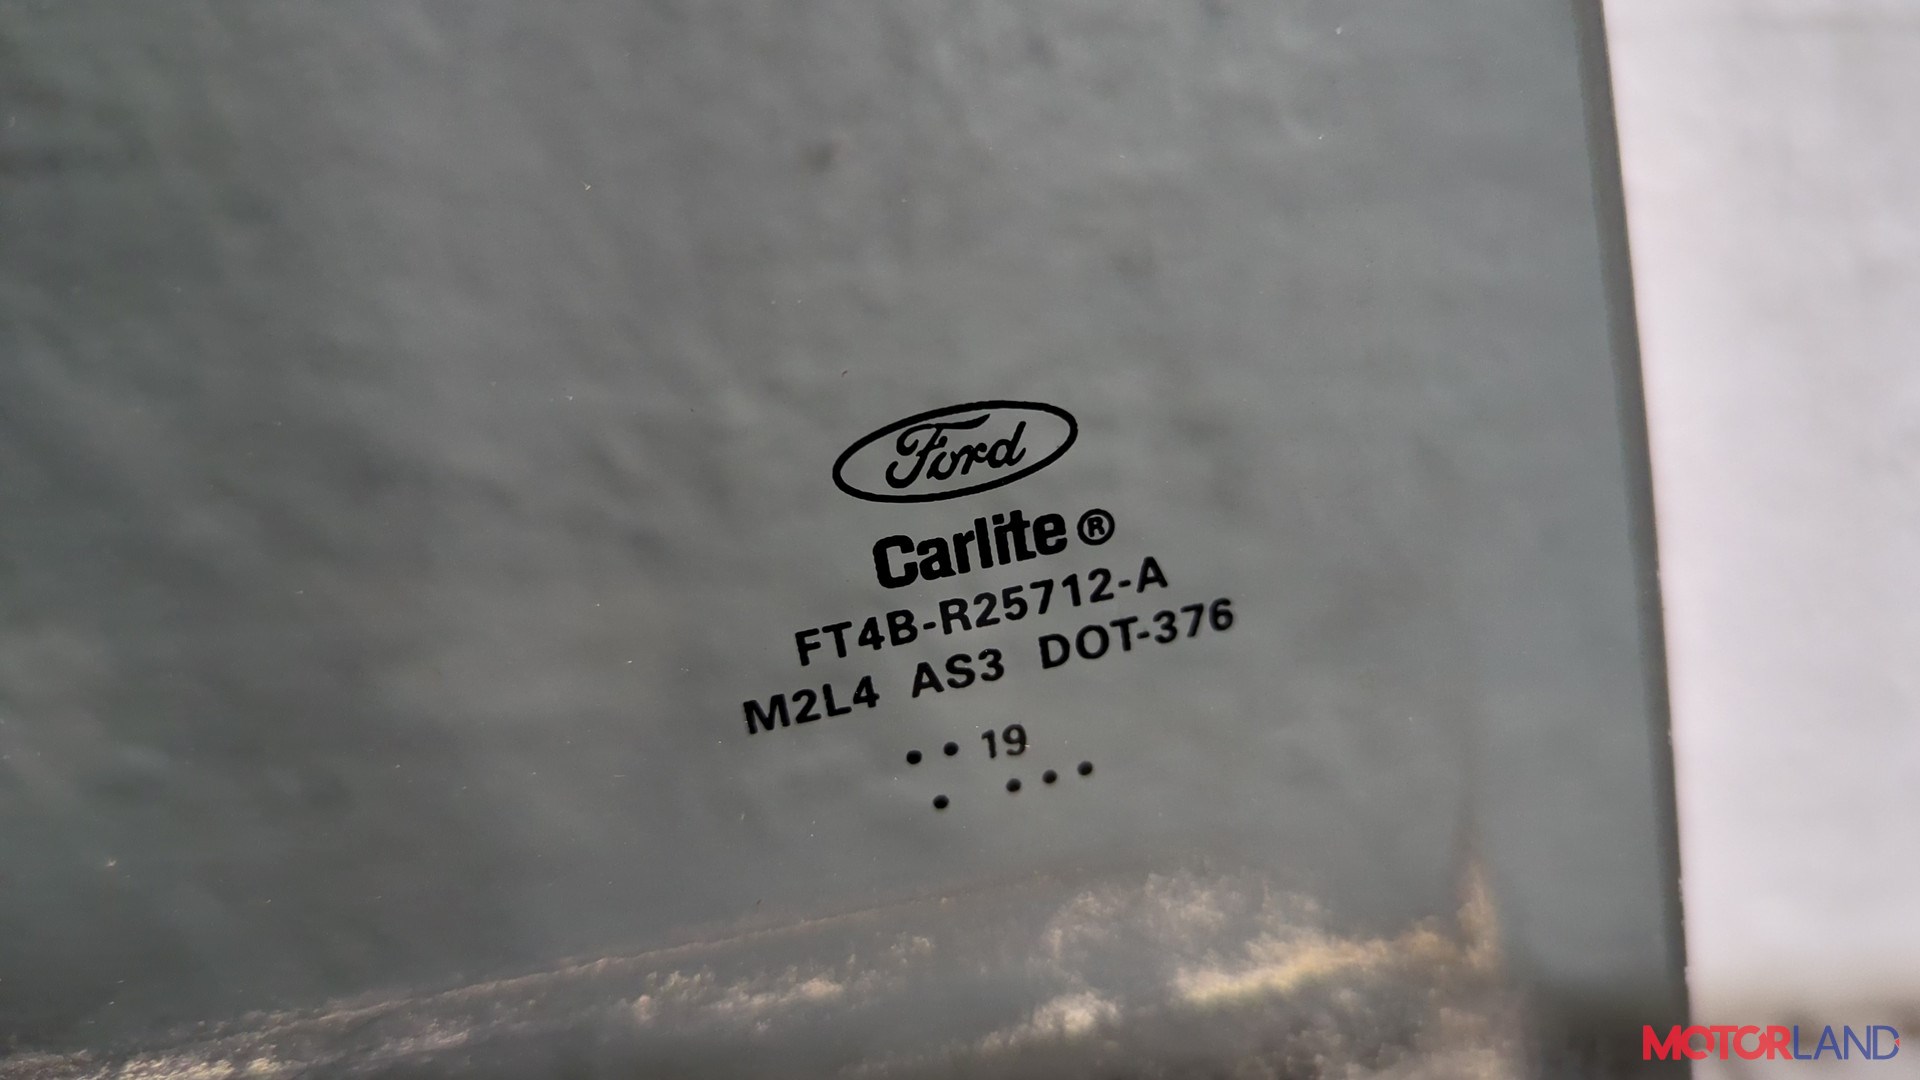 Ford
Carlite®
FT4B-R25712-A
M2L4 AS3 DOT-376
• • 19
• • • •
MOTORLAND